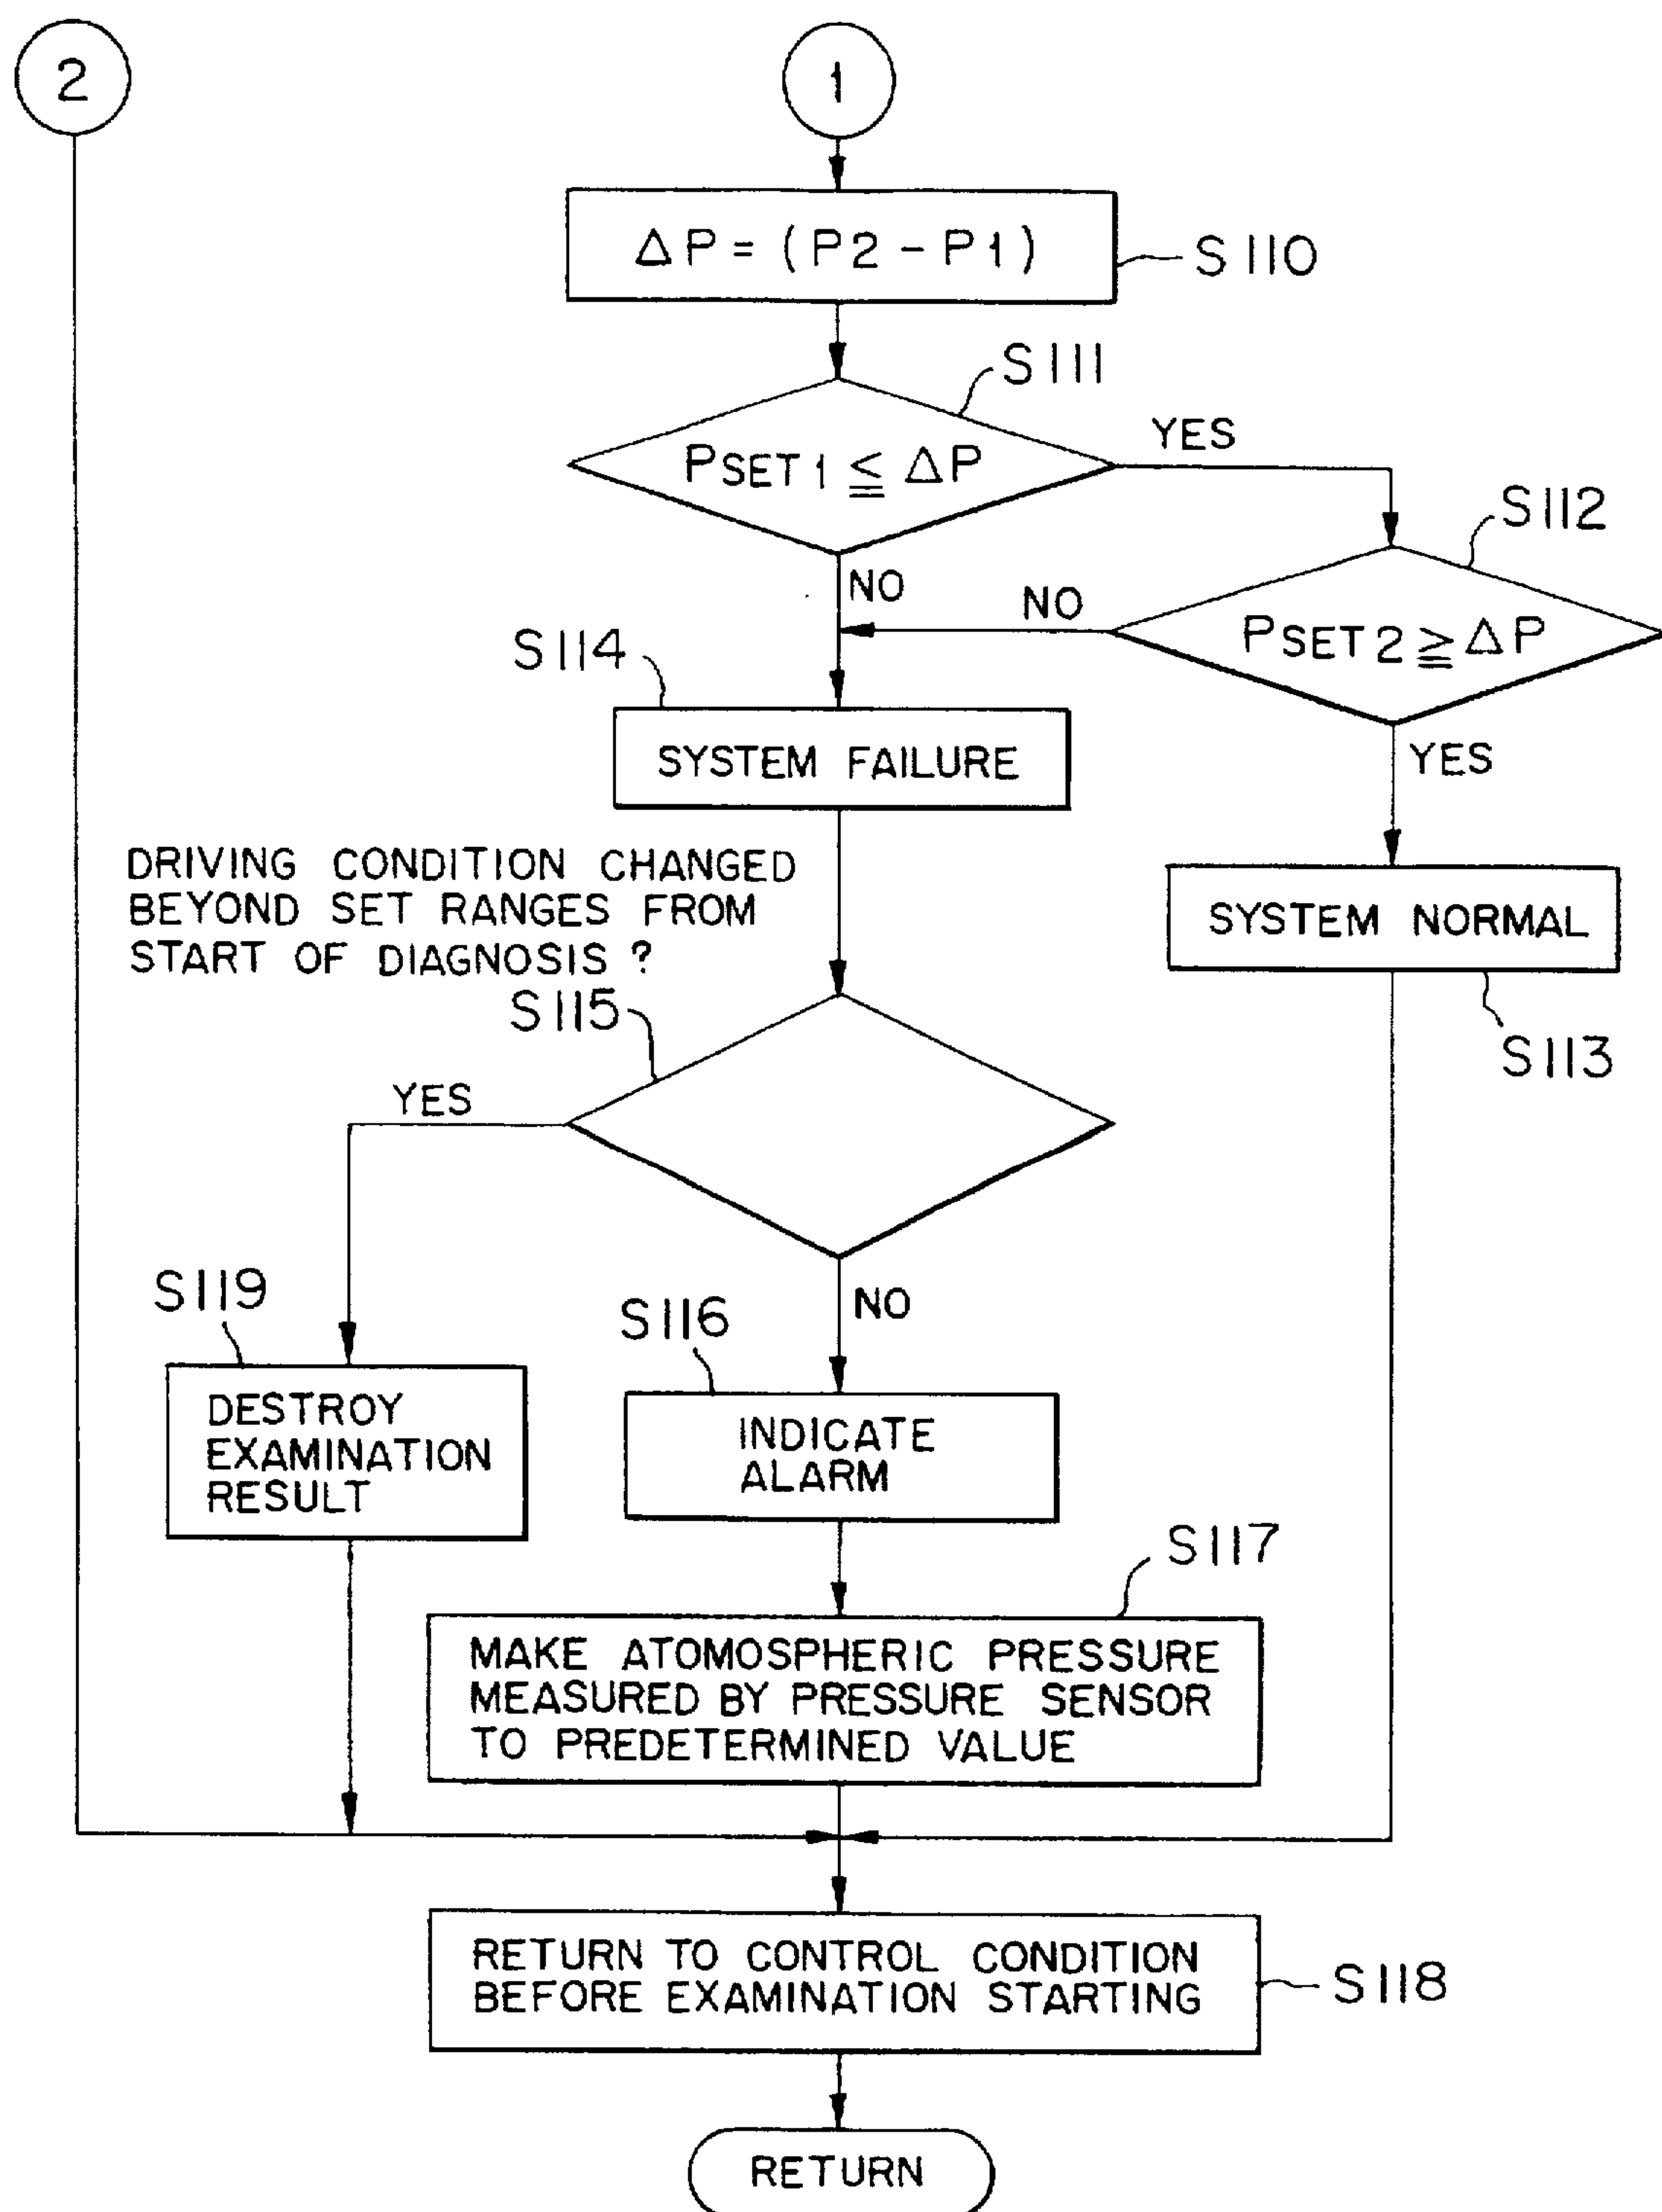 2
1
ΔP = (P2 - P1)
S110
S111
PSET1 ≦ ΔP
YES
S112
NO
NO
PSET2 ≧ ΔP
S114
SYSTEM FAILURE
YES
DRIVING CONDITION CHANGED
BEYOND SET RANGES FROM
START OF DIAGNOSIS ?
SYSTEM NORMAL
S115
S113
YES
S119
NO
S116
DESTROY
EXAMINATION
RESULT
INDICATE
ALARM
S117
MAKE ATOMOSPHERIC PRESSURE
MEASURED BY PRESSURE SENSOR
TO PREDETERMINED VALUE
RETURN TO CONTROL CONDITION
BEFORE EXAMINATION STARTING
S118
RETURN